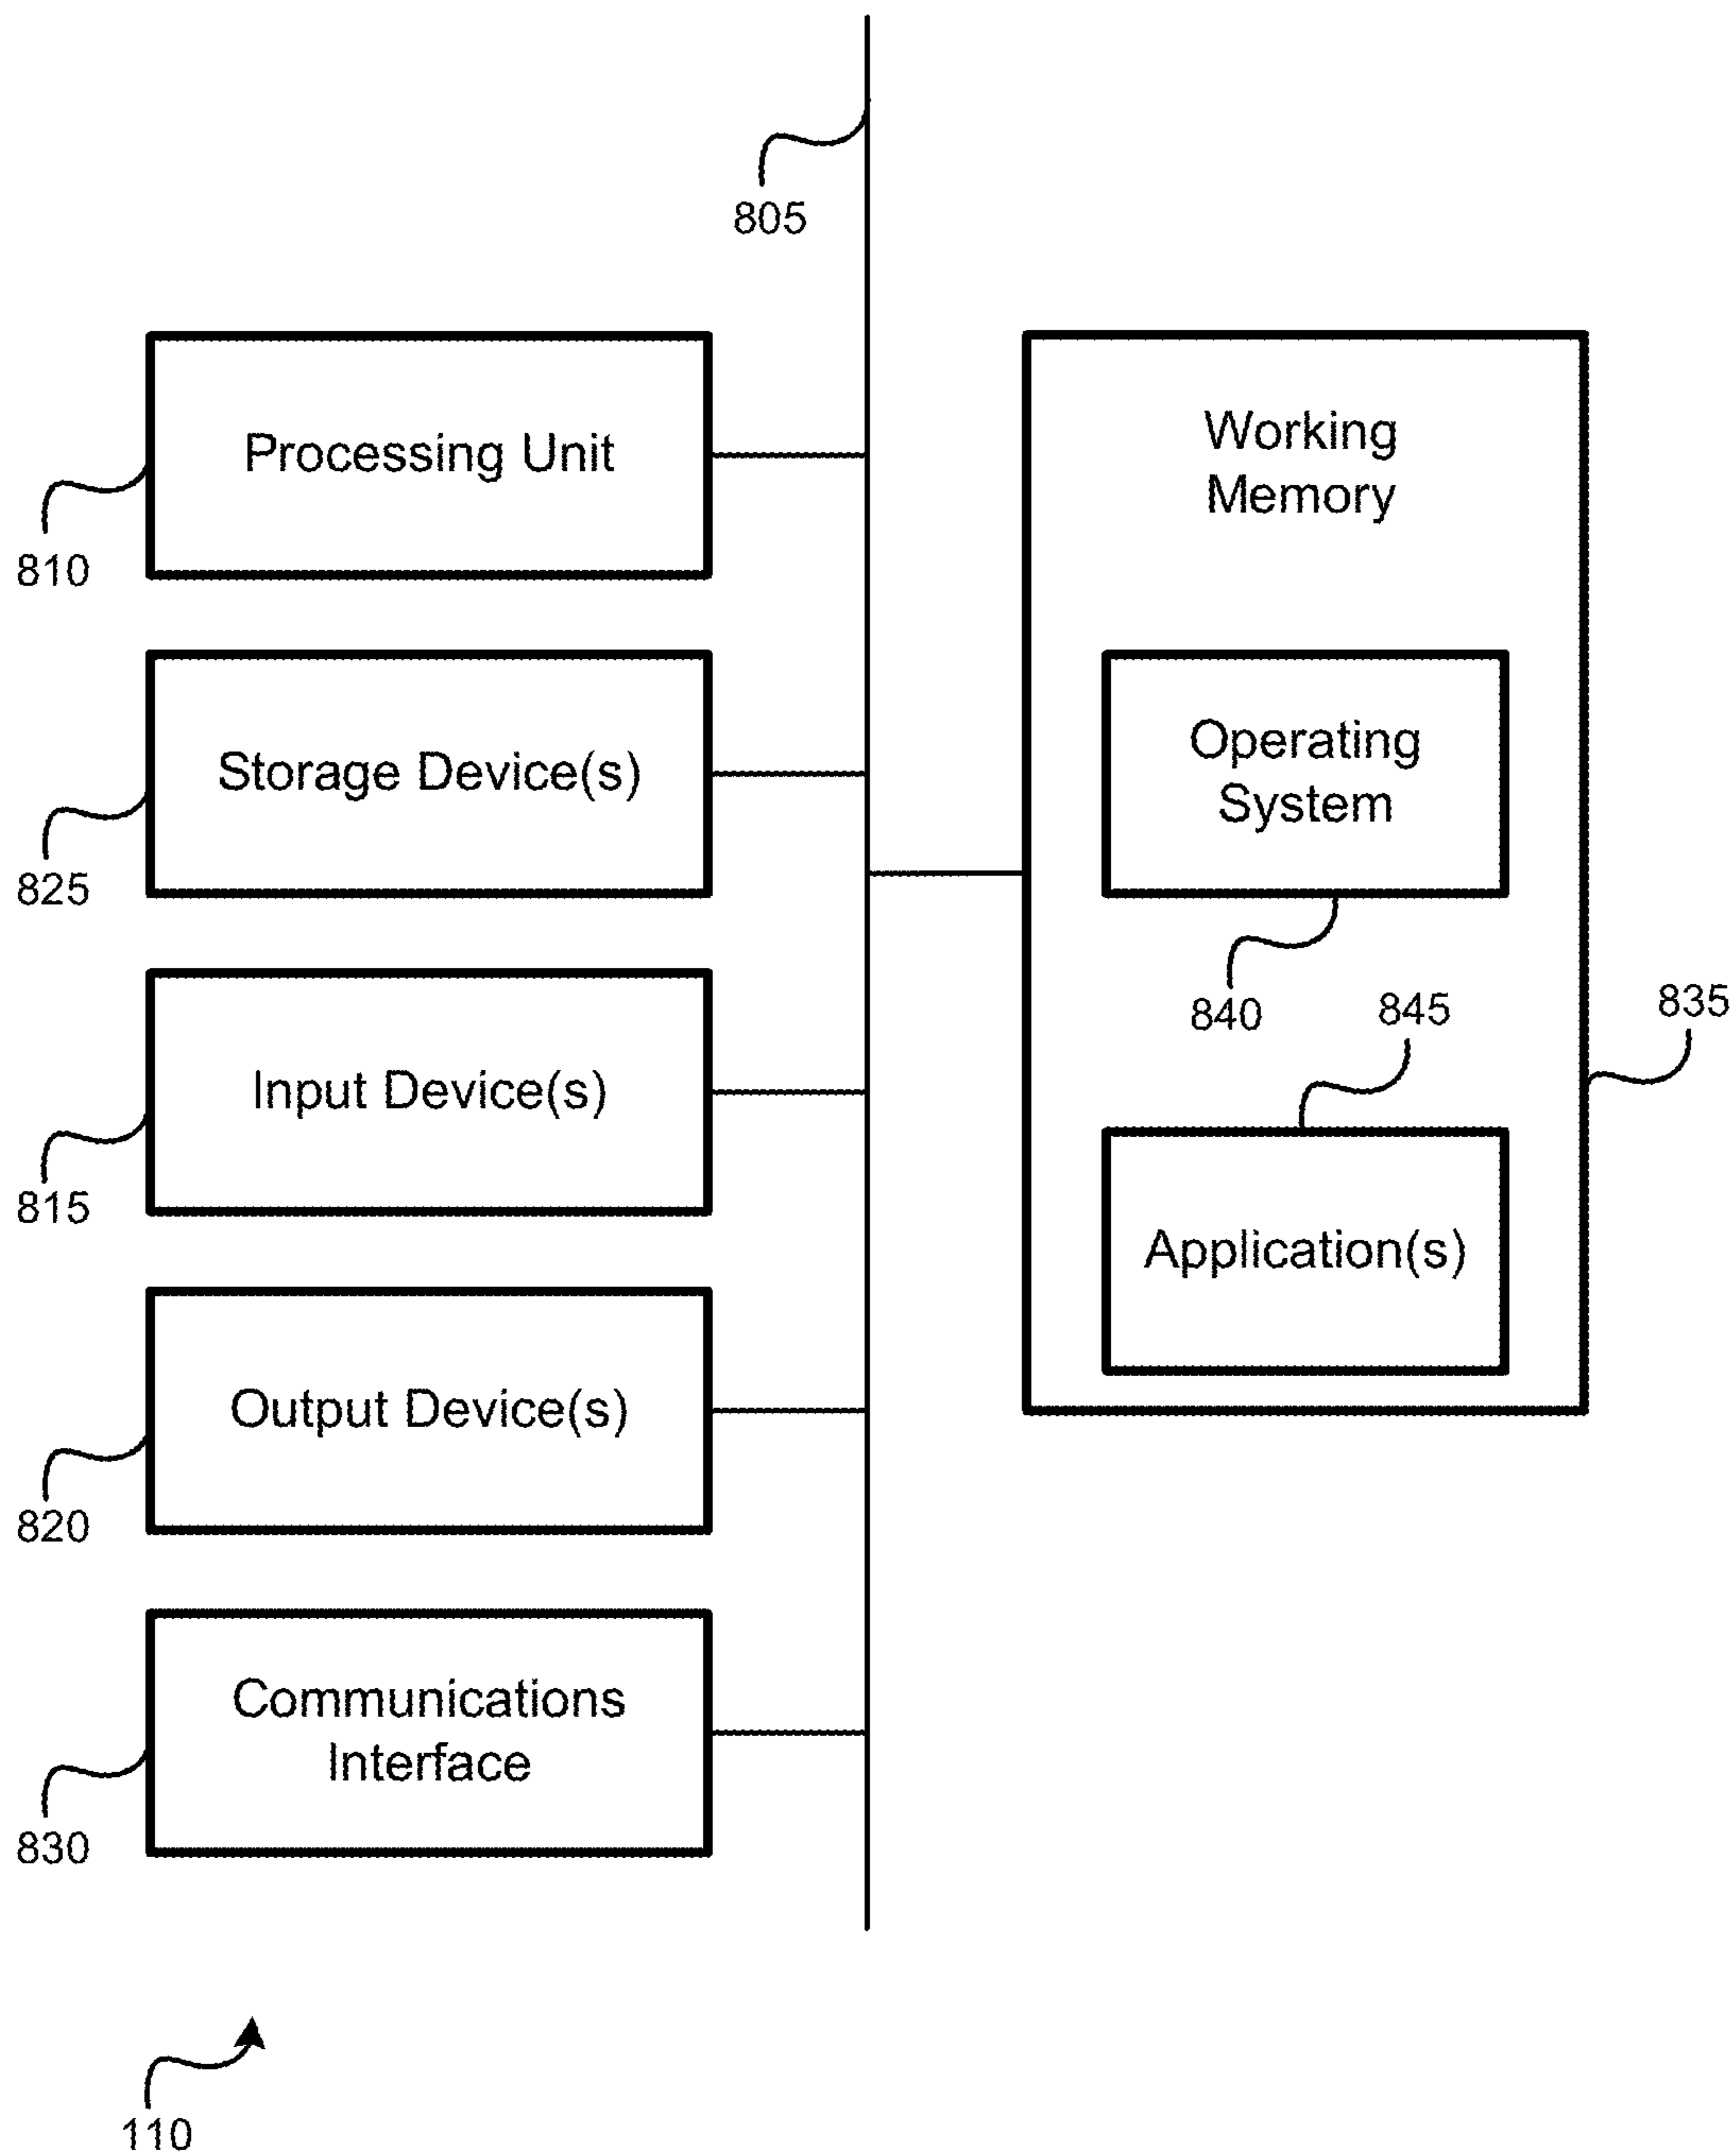 805
Processing Unit
810
Storage Device(s)
825
Input Device(s)
815
Output Device(s)
820
Communications
Interface
830
Working
Memory
Operating
System
840
845
835
Application(s)
110